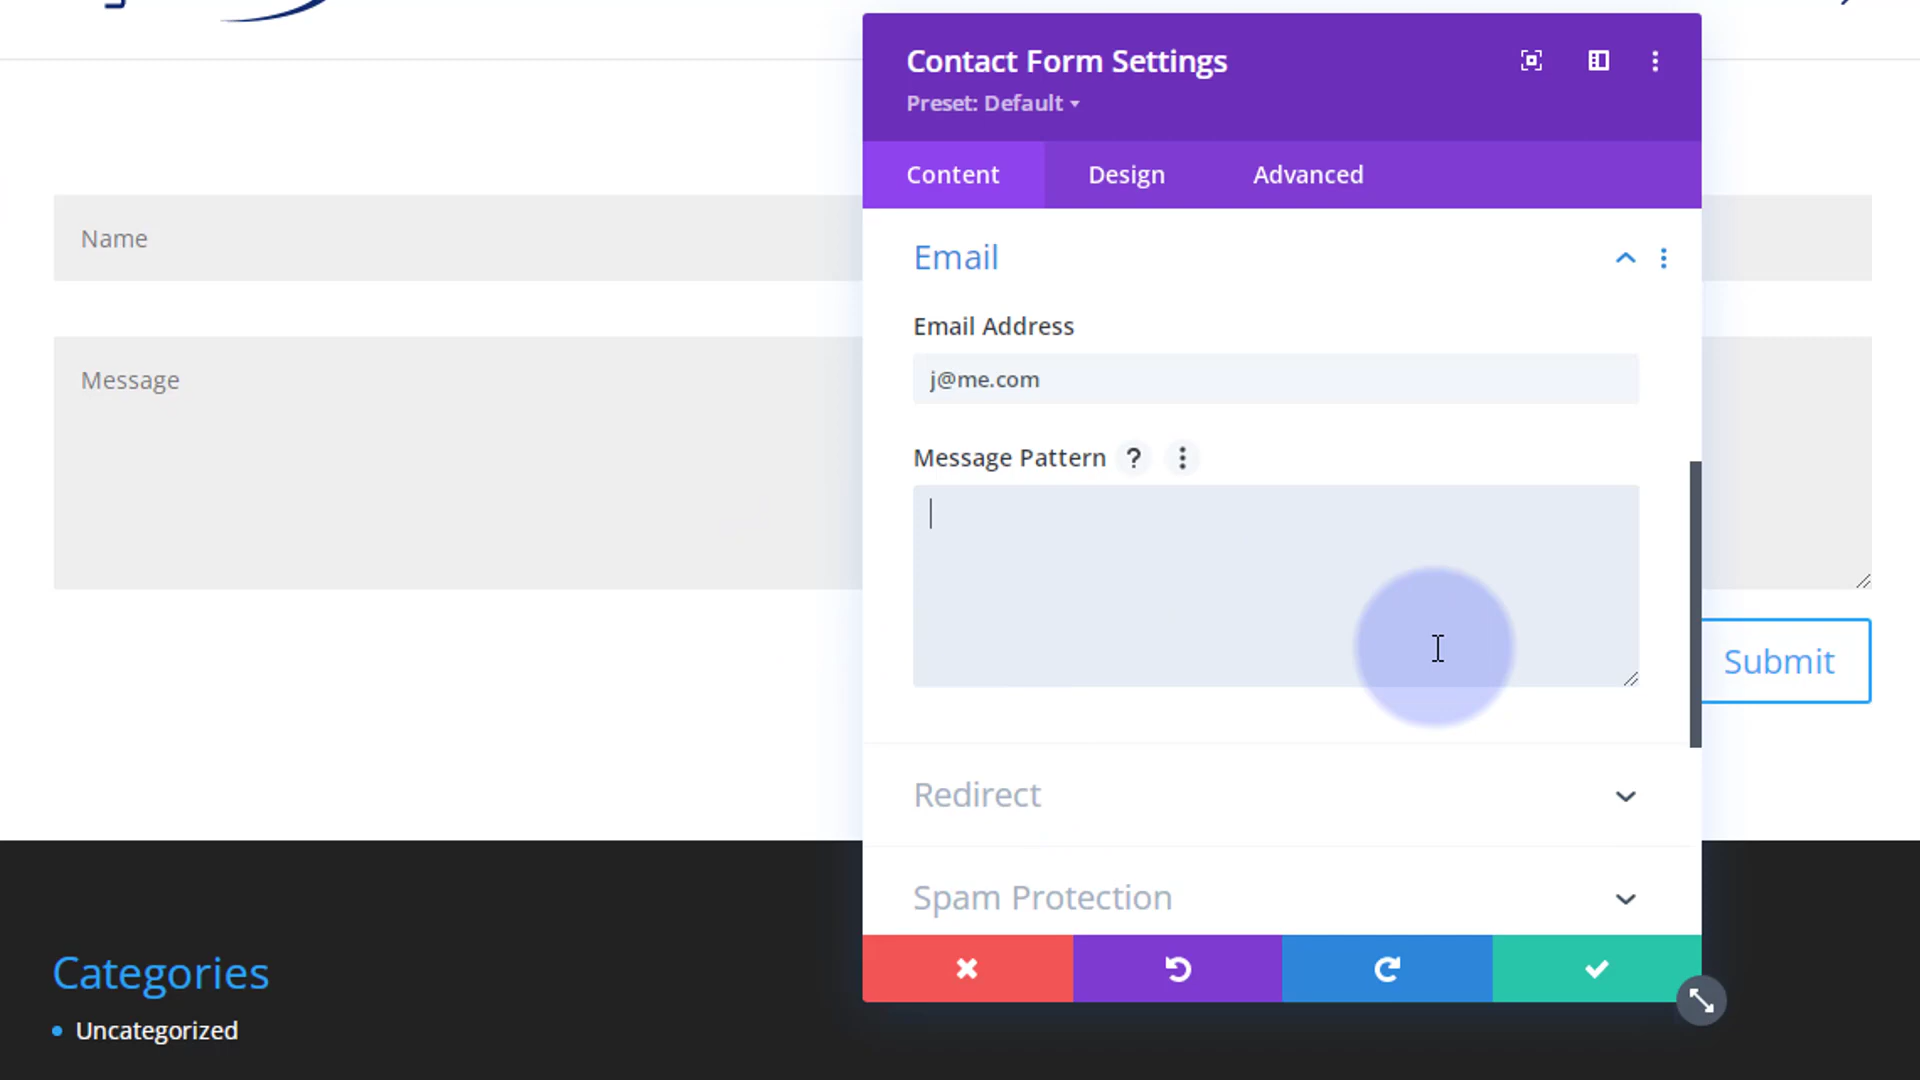 Contact Form Settings
Preset: Default
Content
Design
Advanced
Name
Message
Email
Email Address
j@me.com
Message Pattern ?
Submit
Redirect
Spam Protection
Categories
Uncategorized